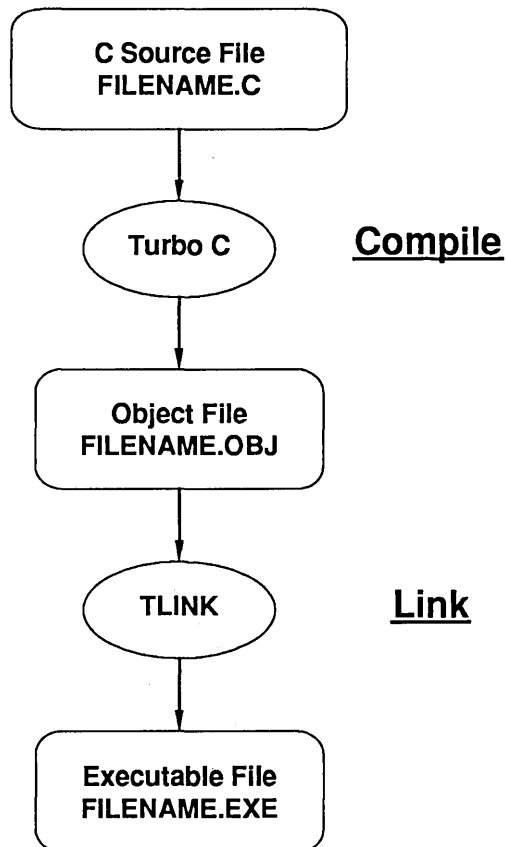 C Source File
FILENAME.C
Turbo C
Compile
Object File
FILENAME.OBJ
TLINK
Link
Executable File
FILENAME.EXE